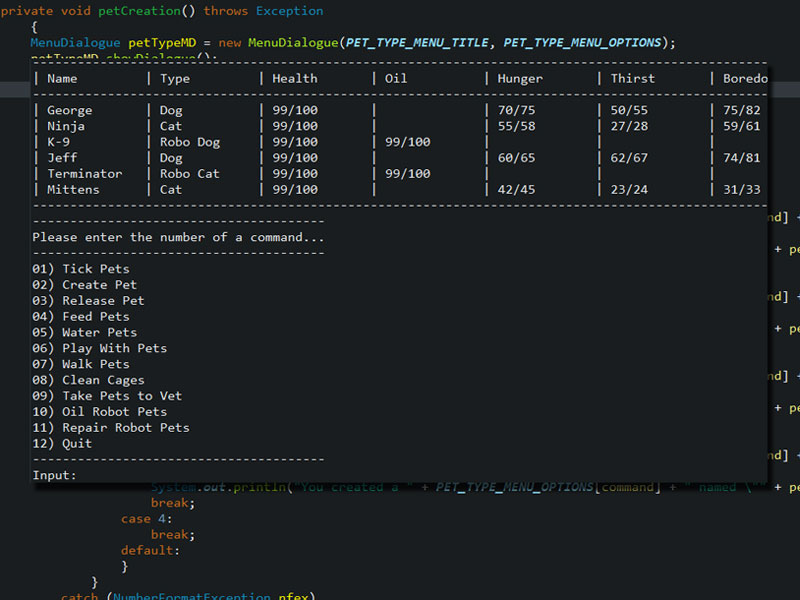 private void petCreation() throws Exception
{
MenuDialogue petTypeMD = new MenuDialogue(PET_TYPE_MENU_TITLE, PET_TYPE_MENU_OPTIONS);
petTypeMD.showDialogue();
--------------------------------------------------------------------------------------------------
| Name | Type | Health | Oil | Hunger | Thirst | Boredo
--------------------------------------------------------------------------------------------------
| George | Dog | 99/100 | | 70/75 | 50/55 | 75/82
| Ninja | Cat | 99/100 | | 55/58 | 27/28 | 59/61
| K-9 | Robo Dog | 99/100 | 99/100 | | |
| Jeff | Dog | 99/100 | | 60/65 | 62/67 | 74/81
| Terminator | Robo Cat | 99/100 | 99/100 | | |
| Mittens | Cat | 99/100 | | 42/45 | 23/24 | 31/33
--------------------------------------------------------------------------------------------------
---------------------------------------
Please enter the number of a command...
---------------------------------------
01) Tick Pets
02) Create Pet
03) Release Pet
04) Feed Pets
05) Water Pets
06) Play With Pets
07) Walk Pets
08) Clean Cages
09) Take Pets to Vet
10) Oil Robot Pets
11) Repair Robot Pets
12) Quit
---------------------------------------
Input:
nd] +
+ pe
nd] +
+ pe
nd] +
+ pe
nd] +
System.out.println("You created a " + PET_TYPE_MENU_OPTIONS[command] + " named \"" + pe
break;
case 4:
break;
default:
}
}
catch (NumberFormatException nfex)